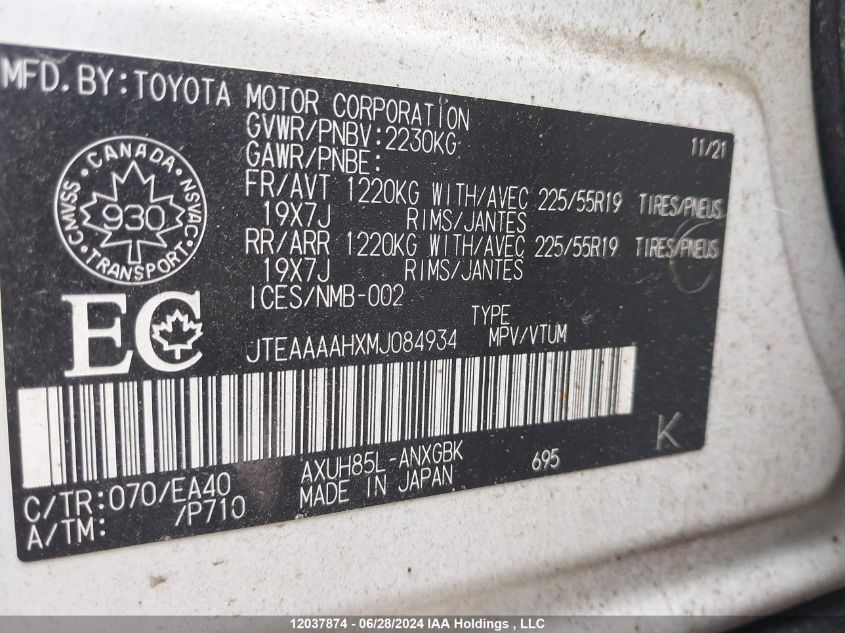 MFD.BY:TOYOTA MOTOR CORPORATION 11/21
GVWR/PNBV:2230KG
GAWR/PNBE:
FR/AVT 1220KG WITH/AVEC 225/55R19 TIRES/PNEUS
19X7J RIMS/JANTES
RR/ARR 1220KG WITH/AVEC 225/55R19 TIRES/PNEUS
19X7J RIMS/JANTES
ICES/NMB-002
CANADA
CMVSS NSVAC
930
TRANSPORT
EC
TYPE
JTEAAAAHXMJ084934 MPV/VTUM
K
AXUH85L-ANXGBK 695
C/TR:070/EA40 MADE IN JAPAN
A/TM: /P710
12037874 - 06/28/2024 IAA Holdings , LLC